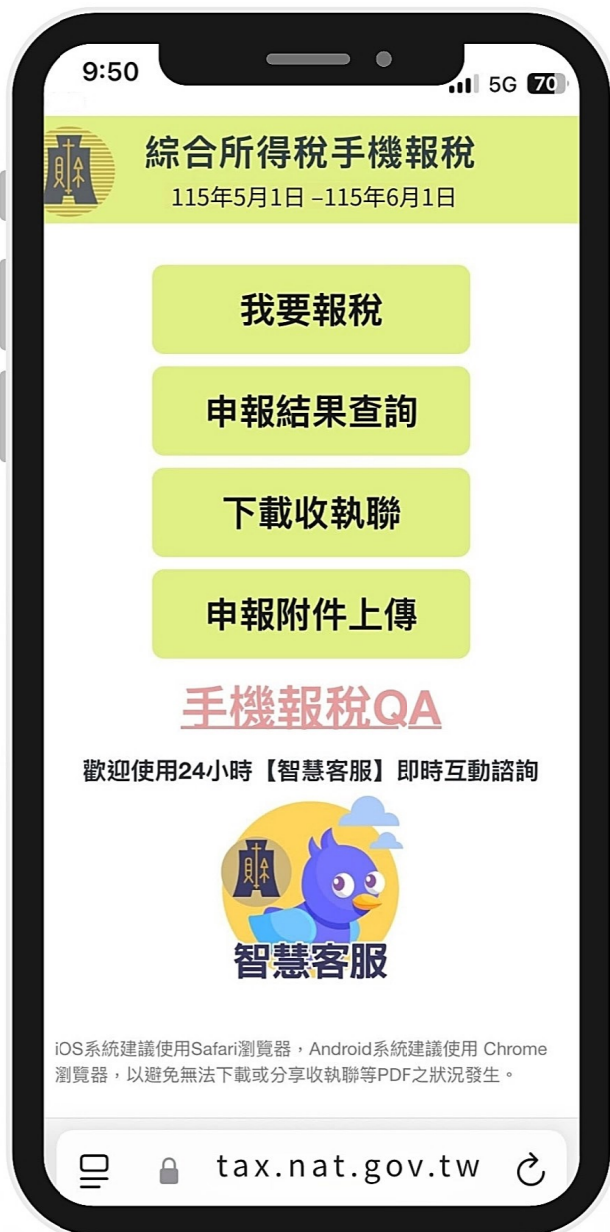 9:50
5G 70
綜合所得稅手機報稅
115年5月1日 –115年6月1日
我要報稅
申報結果查詢
下載收執聯
申報附件上傳
手機報稅QA
歡迎使用24小時【智慧客服】即時互動諮詢
智慧客服
iOS系統建議使用Safari瀏覽器，Android系統建議使用 Chrome
瀏覽器，以避免無法下載或分享收執聯等PDF之狀況發生。
tax.nat.gov.tw